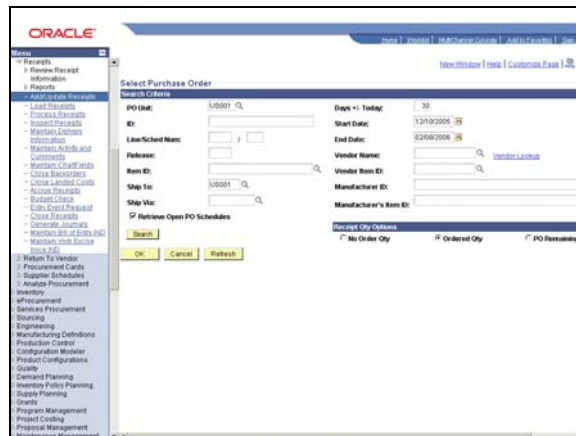 ORACLE
Home | Worklist | MultiChannel Console | Add to Favorites | Sign
Menu
New Window | Help | Customize Page |
Receipts
Review Receipt
Information
Reports
Add/Update Receipts
Load Receipts
Process Receipts
Inspect Receipts
Maintain Delivery
Information
Maintain Activity and
Comments
Maintain ChartFields
Close Backorders
Close Landed Costs
Accrue Receipts
Budget Check
Entry Event Request
Close Receipts
Generate Journals
Maintain Bill of Entry IND
Maintain Vndr Excise
Invce IND
Return To Vendor
Procurement Cards
Supplier Schedules
Analyze Procurement
Inventory
eProcurement
Services Procurement
Sourcing
Engineering
Manufacturing Definitions
Production Control
Configuration Modeler
Product Configurations
Quality
Demand Planning
Inventory Policy Planning
Supply Planning
Grants
Program Management
Project Costing
Proposal Management
Maintenance Management
Select Purchase Order
Search Criteria
PO Unit: US001
Days +/- Today: 30
ID:
Start Date: 12/10/2005
Line/Sched Num: /
End Date: 02/08/2006
Release:
Vendor Name: Vendor Lookup
Item ID:
Vendor Item ID:
Ship To: US001
Manufacturer ID:
Ship Via:
Manufacturer's Item ID:
Retrieve Open PO Schedules
Search
Receipt Qty Options
No Order Qty Ordered Qty PO Remaining
OK Cancel Refresh